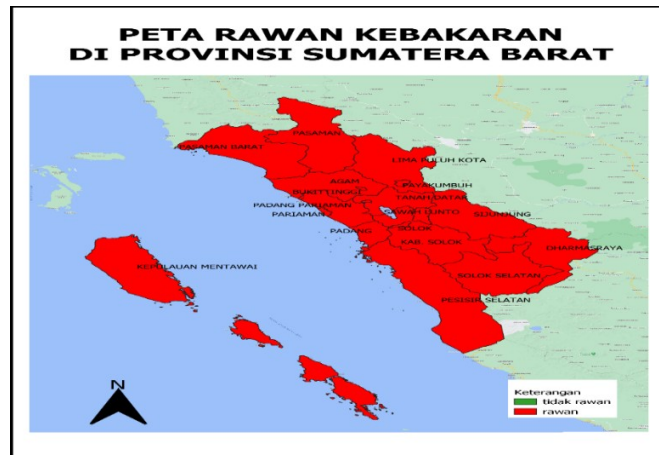 PETA RAWAN KEBAKARAN
DI PROVINSI SUMATERA BARAT
PASAMAN
PASAMAN BARAT
LIMA PULUH KOTA
AGAM
PAYAKUMBUH
BUKITTINGGI
TANAH DATAR
PADANG PARIAMAN
SAWAH LUNTO
SIJUNJUNG
PARIAMAN
SOLOK
PADANG
KAB. SOLOK
DHARMASRAYA
KEPULAUAN MENTAWAI
SOLOK SELATAN
PESISIR SELATAN
N
Keterangan
tidak rawan
rawan